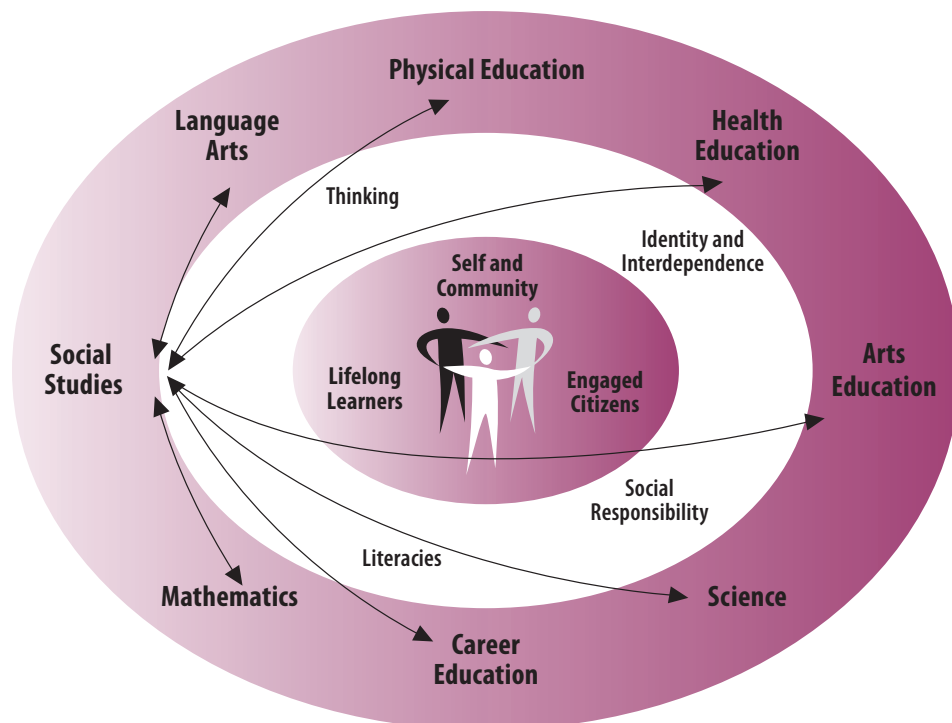 Physical Education
Language
Arts
Health
Education
Thinking
Identity and
Interdependence
Self and
Community
Social
Studies
Lifelong
Learners
Engaged
Citizens
Arts
Education
Social
Responsibility
Literacies
Mathematics
Science
Career
Education